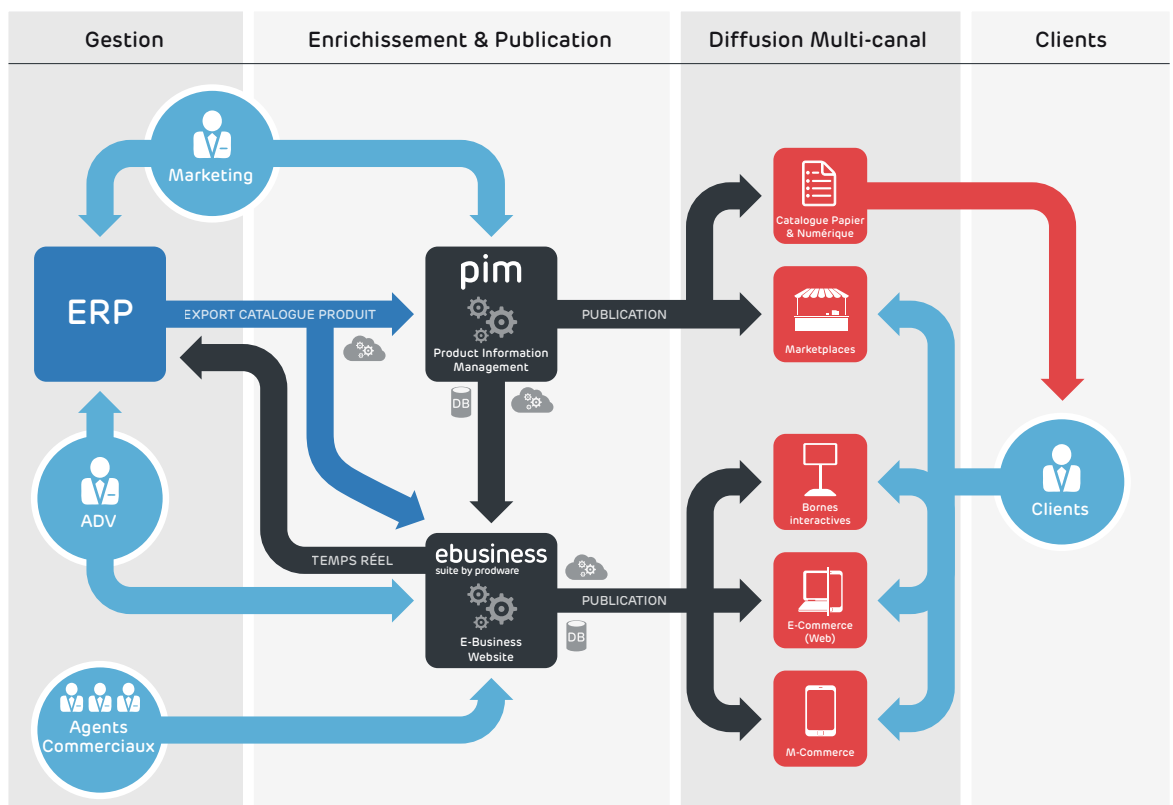 Gestion
Enrichissement & Publication
Diffusion Multi-canal
Clients
Marketing
Catalogue Papier
& Numérique
ERP
EXPORT CATALOGUE PRODUIT
pim
Product Information
Management
PUBLICATION
Marketplaces
DB
ADV
Bornes
interactives
Clients
TEMPS RÉEL
ebusiness
suite by prodware
E-Business
Website
PUBLICATION
DB
E-Commerce
(Web)
Agents
Commerciaux
M-Commerce